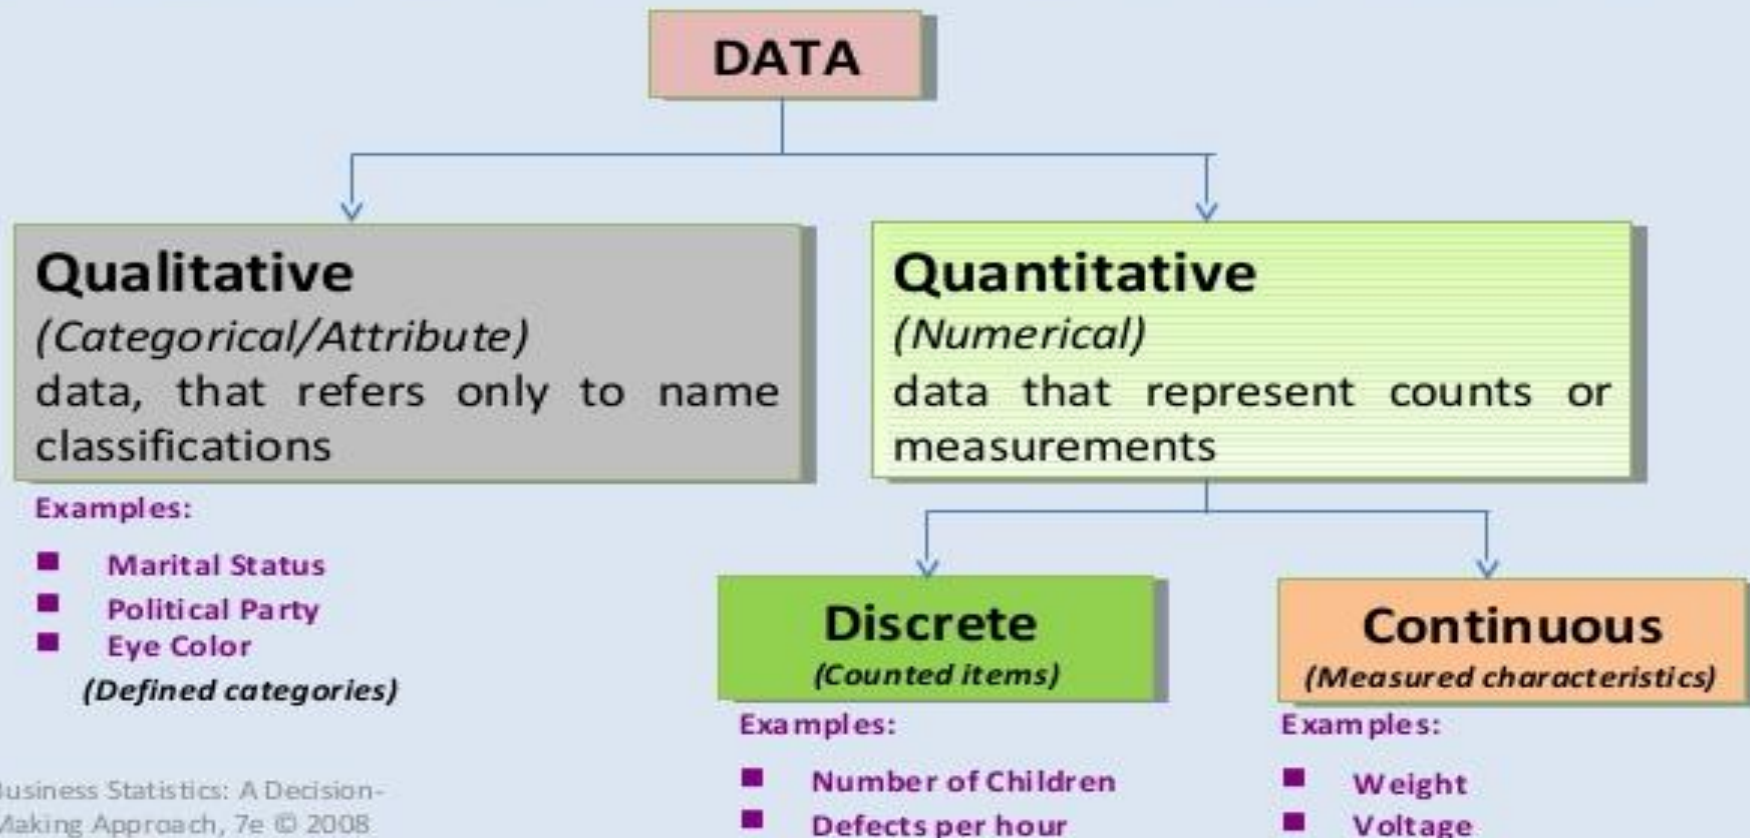 DATA
Qualitative
(Categorical/Attribute)
data, that refers only to name
classifications
Examples:
■ Marital Status
■ Political Party
■ Eye Color
(Defined categories)
Quantitative
(Numerical)
data that represent counts or
measurements
Discrete
(Counted items)
Examples:
■ Number of Children
■ Defects per hour
Continuous
(Measured characteristics)
Examples:
■ Weight
■ Voltage
Business Statistics: A Decision-
Making Approach, 7e © 2008